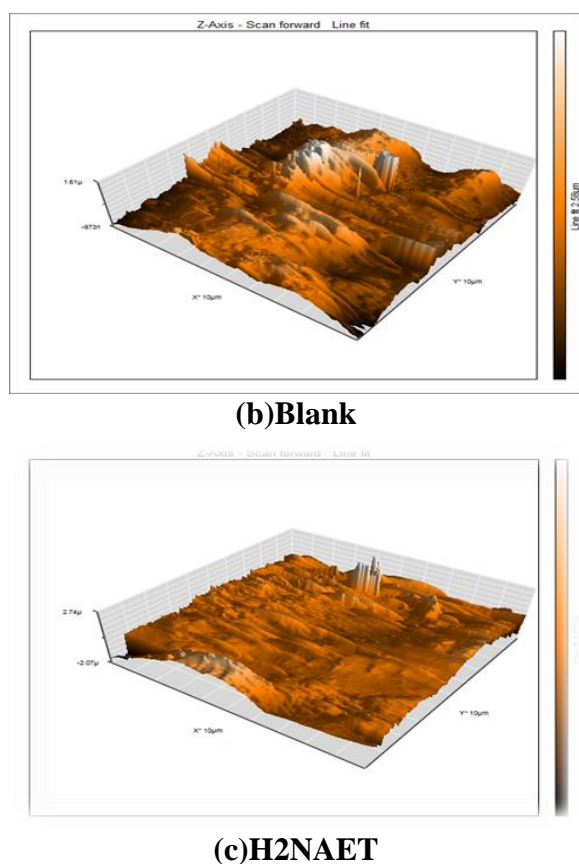 Z-Axis - Scan forward Line fit
1.61µ
-973n
X* 10µm
Y* 10µm
Line fit 2.58µm
(b)Blank
Z-Axis - Scan forward Line fit
2.74µ
-2.07µ
X* 10µm
Y* 10µm
(c)H2NAET